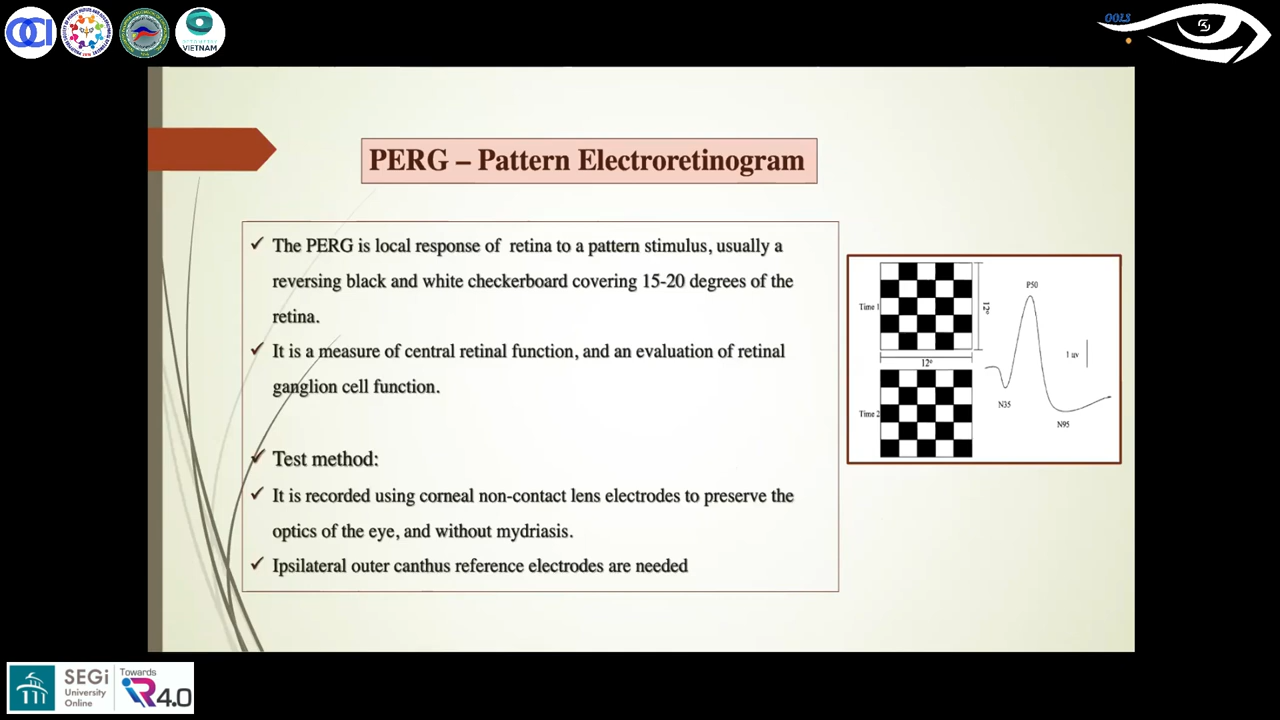 OCI
VIETNAM
OOLS
PERG – Pattern Electroretinogram
✓ The PERG is local response of retina to a pattern stimulus, usually a
reversing black and white checkerboard covering 15-20 degrees of the
retina.
✓ It is a measure of central retinal function, and an evaluation of retinal
ganglion cell function.
✓ Test method:
✓ It is recorded using corneal non-contact lens electrodes to preserve the
optics of the eye, and without mydriasis.
✓ Ipsilateral outer canthus reference electrodes are needed
Time 1
12°
12°
Time 2
P50
1 uv
N35
N95
SEGi
University
Online
Towards
iR4.0